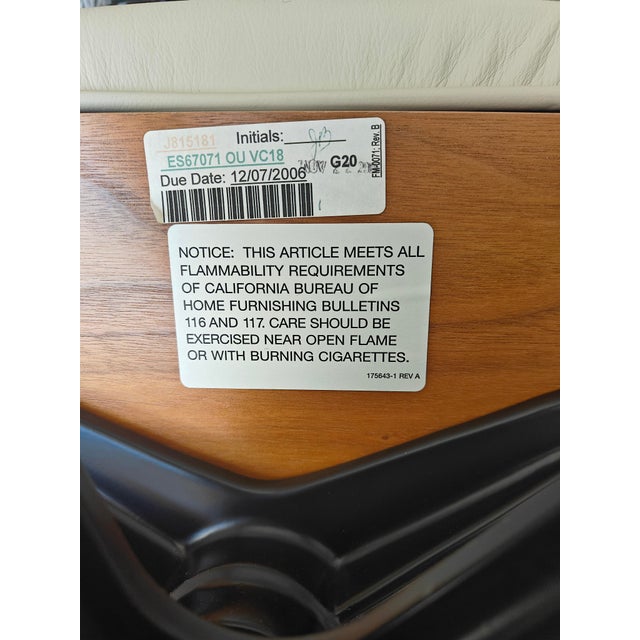 J815181 Initials:
ES67071 OU VC18 G20
Due Date: 12/07/2006
FM-0071; Rev. B
NOTICE: THIS ARTICLE MEETS ALL
FLAMMABILITY REQUIREMENTS
OF CALIFORNIA BUREAU OF
HOME FURNISHING BULLETINS
116 AND 117. CARE SHOULD BE
EXERCISED NEAR OPEN FLAME
OR WITH BURNING CIGARETTES.
175643-1 REV A